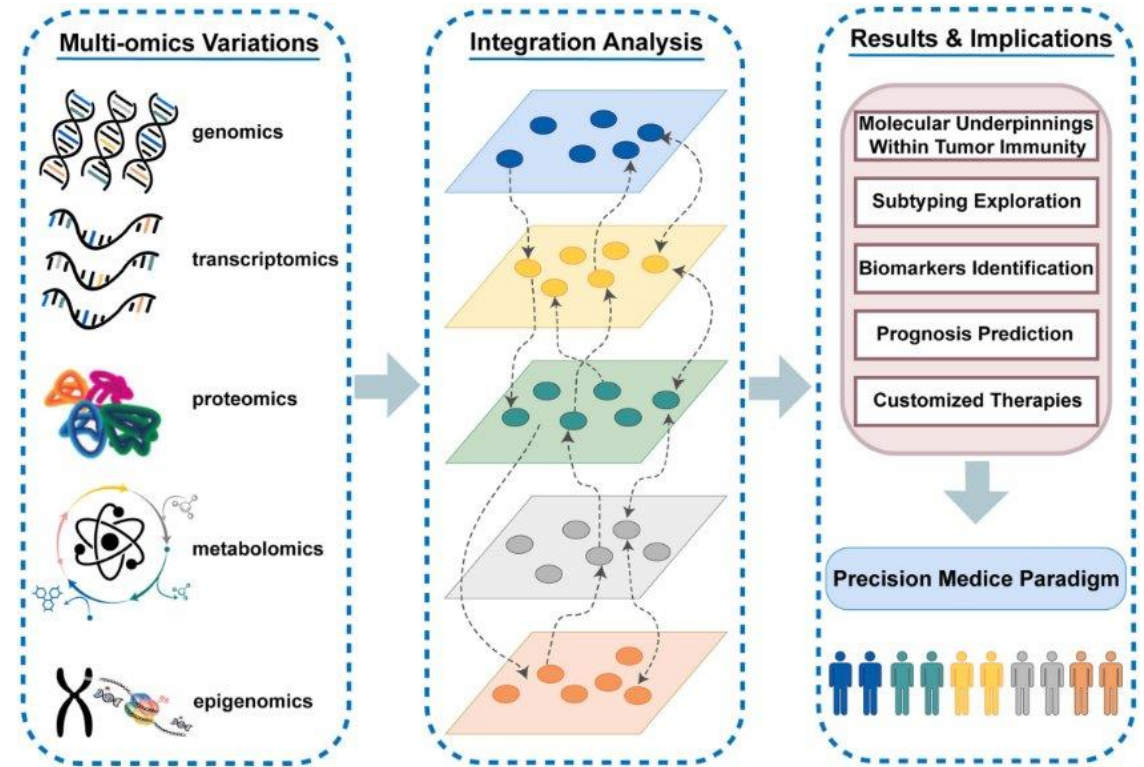 Multi-omics Variations
genomics
transcriptomics
proteomics
metabolomics
epigenomics
Integration Analysis
Results & Implications
Molecular Underpinnings
Within Tumor Immunity
Subtyping Exploration
Biomarkers Identification
Prognosis Prediction
Customized Therapies
Precision Medice Paradigm